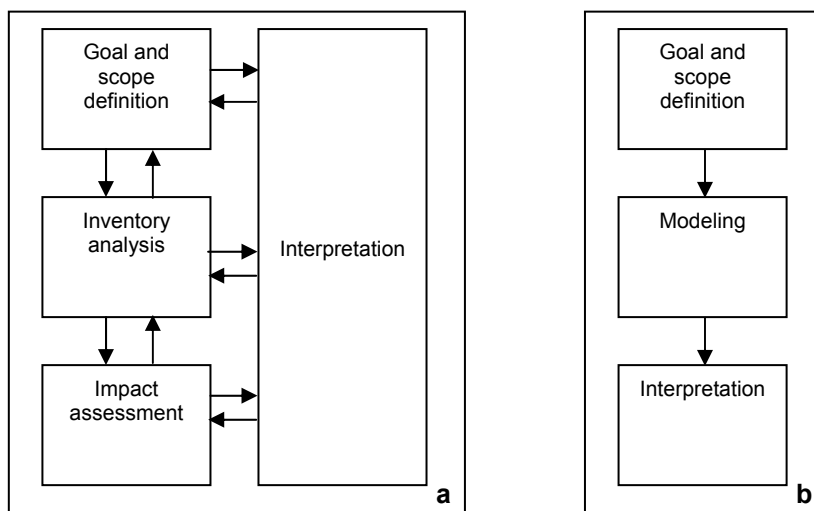 Goal and
scope
definition
Inventory
analysis
Impact
assessment
Interpretation
a
Goal and
scope
definition
Modeling
Interpretation
b